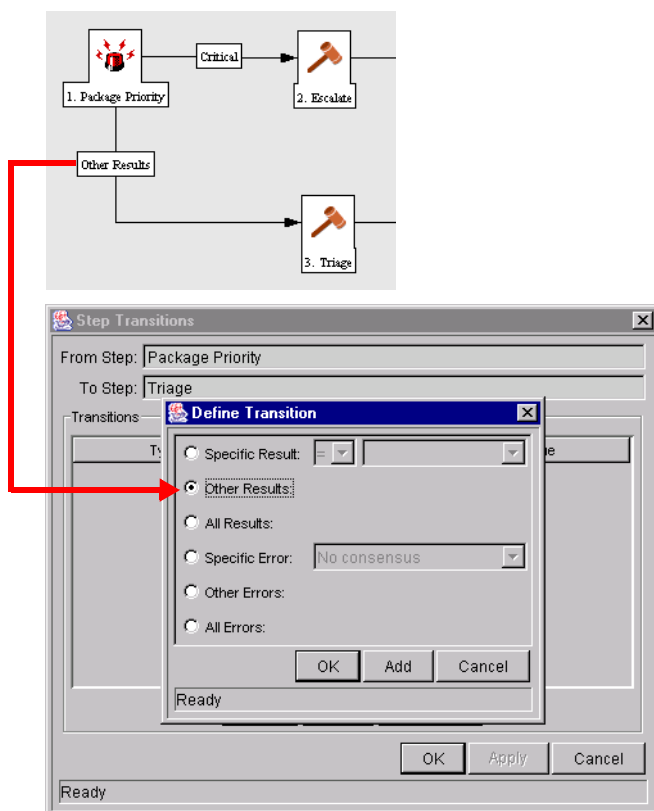 Critical
1. Package Priority
2. Escalate
Other Results
3. Triage
Step Transitions
From Step: Package Priority
To Step: Triage
Transitions
Define Transition
Specific Result: =
Other Results:
All Results:
Specific Error: No consensus
Other Errors:
All Errors:
OK Add Cancel
Ready
OK Apply Cancel
Ready